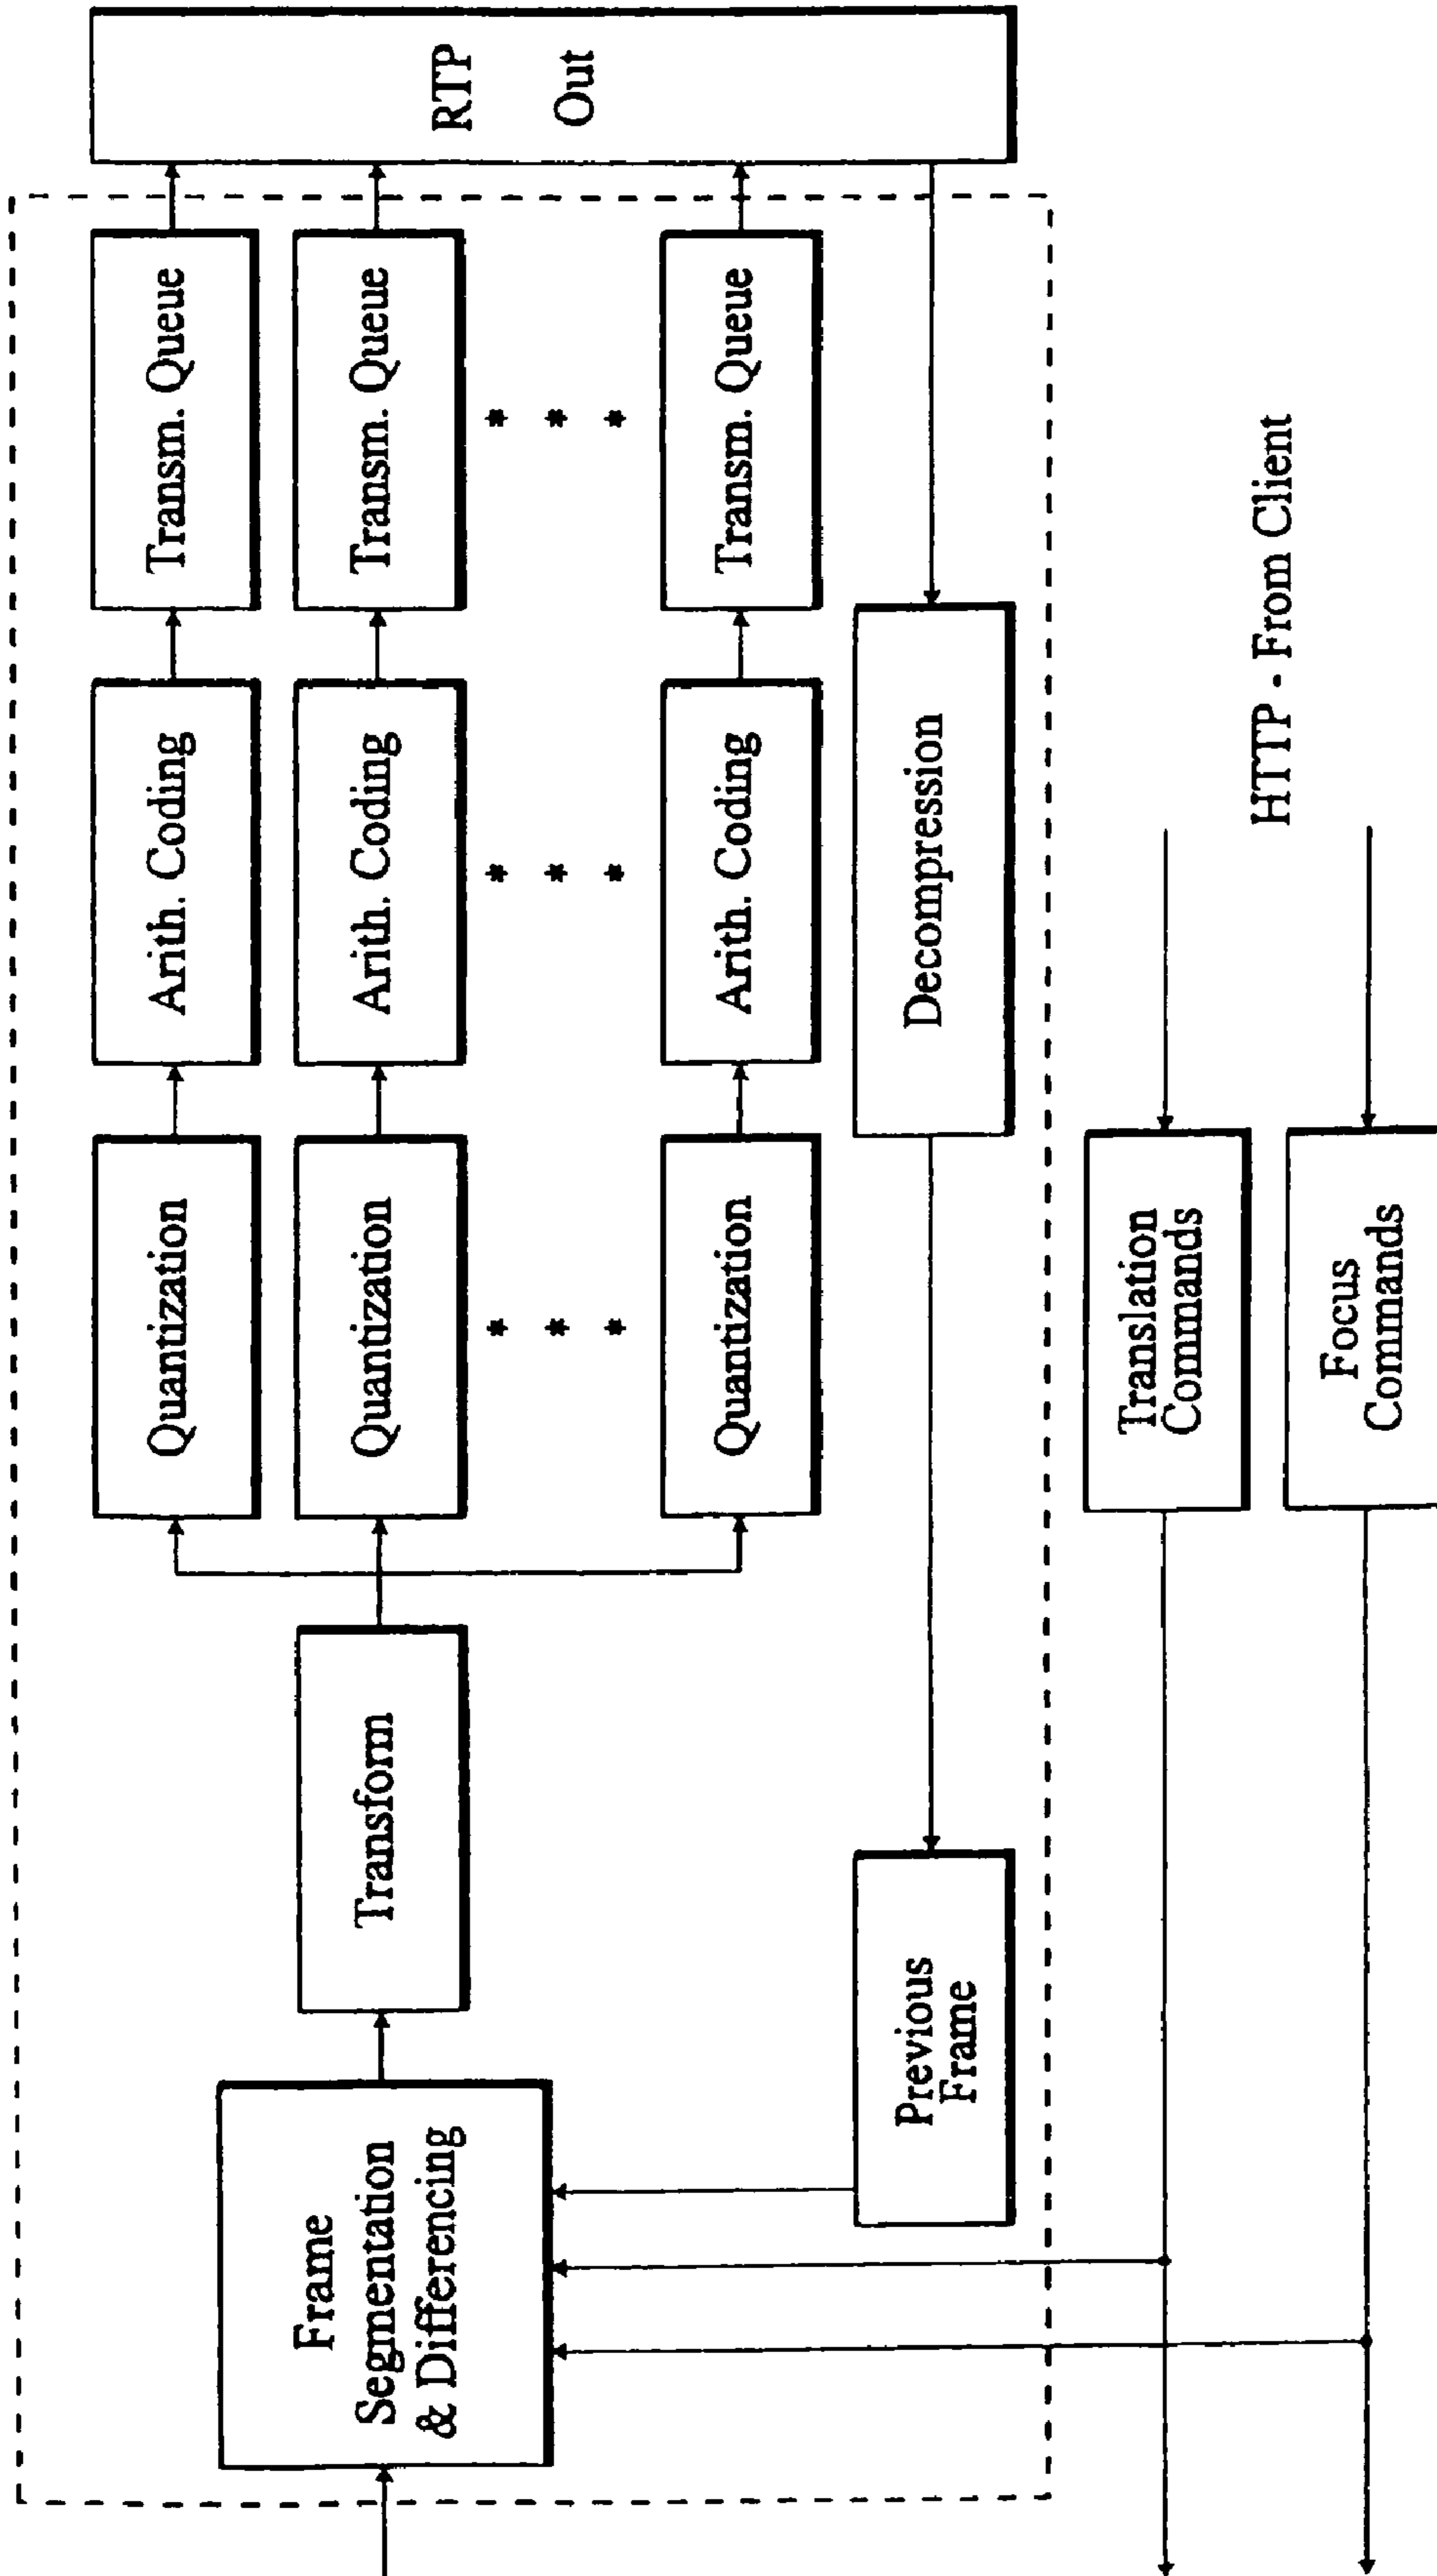 Frame
Segmentation
& Differencing
Transform
Quantization
Arith. Coding
Transm. Queue
Quantization
Arith. Coding
Transm. Queue
* * *
* * *
* * *
Quantization
Arith. Coding
Transm. Queue
RTP
Out
Previous
Frame
Decompression
Translation
Commands
HTTP - From Client
Focus
Commands